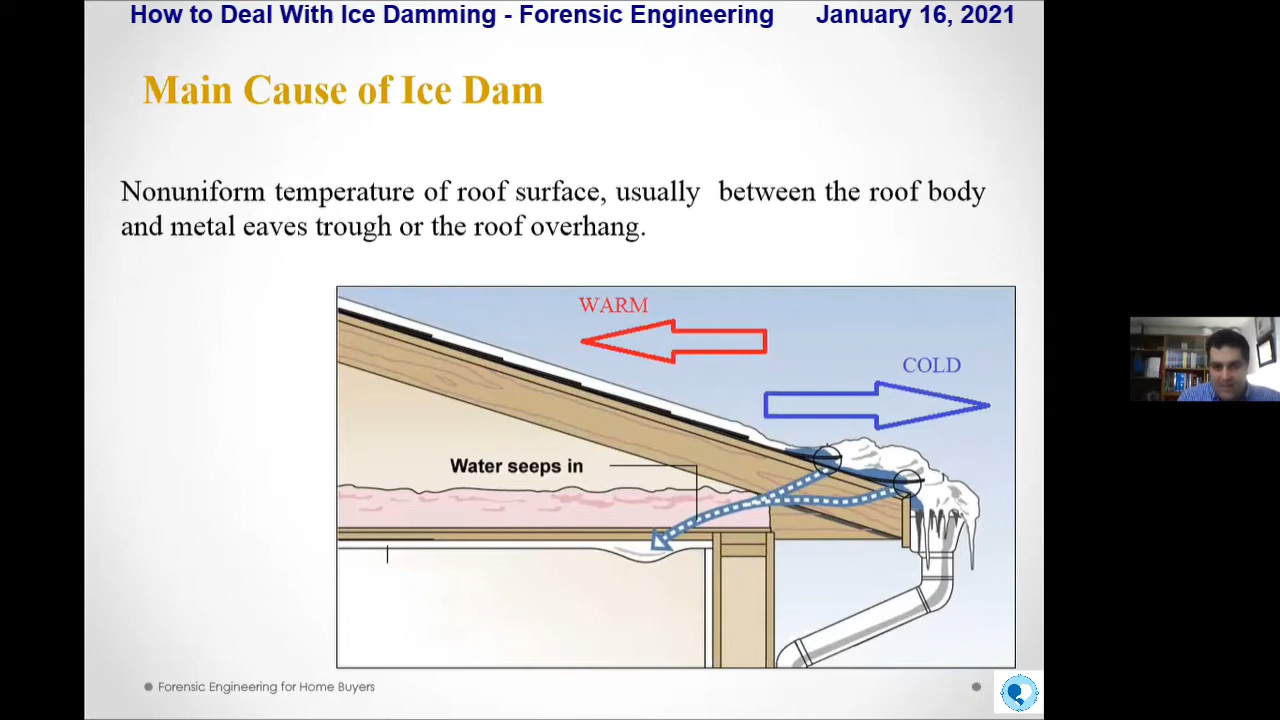 How to Deal With Ice Damming - Forensic Engineering January 16, 2021
Main Cause of Ice Dam
Nonuniform temperature of roof surface, usually between the roof body
and metal eaves trough or the roof overhang.
WARM
COLD
Water seeps in
Forensic Engineering for Home Buyers